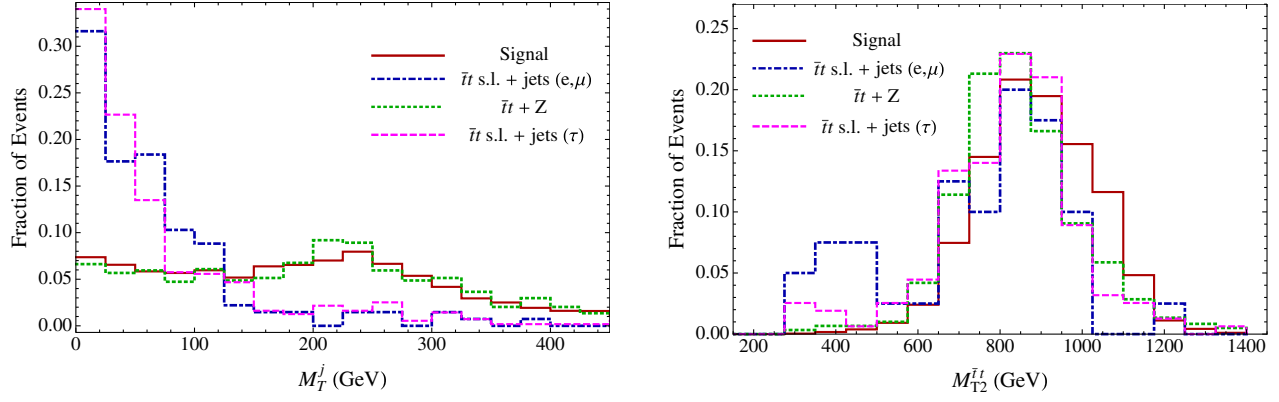 0.30
0.25
0.20
0.15
0.10
0.05
0.00
Fraction of Events
Signal
t̄t s.l. + jets (e,μ)
t̄t + Z
t̄t s.l. + jets (τ)
0 100 200 300 400
M_T^j (GeV)
0.25
0.20
0.15
0.10
0.05
0.00
Fraction of Events
Signal
t̄t s.l. + jets (e,μ)
t̄t + Z
t̄t s.l. + jets (τ)
200 400 600 800 1000 1200 1400
M_T2^t̄t (GeV)